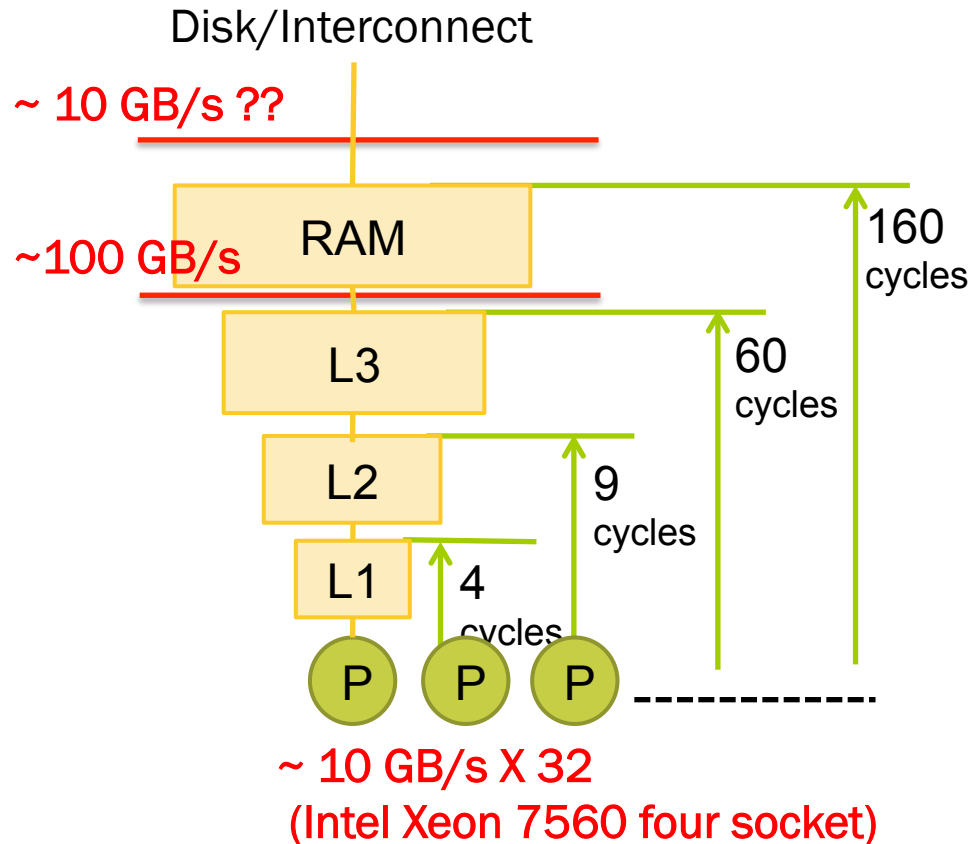 Disk/Interconnect
~ 10 GB/s ??
RAM
~100 GB/s
160
cycles
L3
60
cycles
L2
9
cycles
L1
4
cycles
P P P
~ 10 GB/s X 32
(Intel Xeon 7560 four socket)